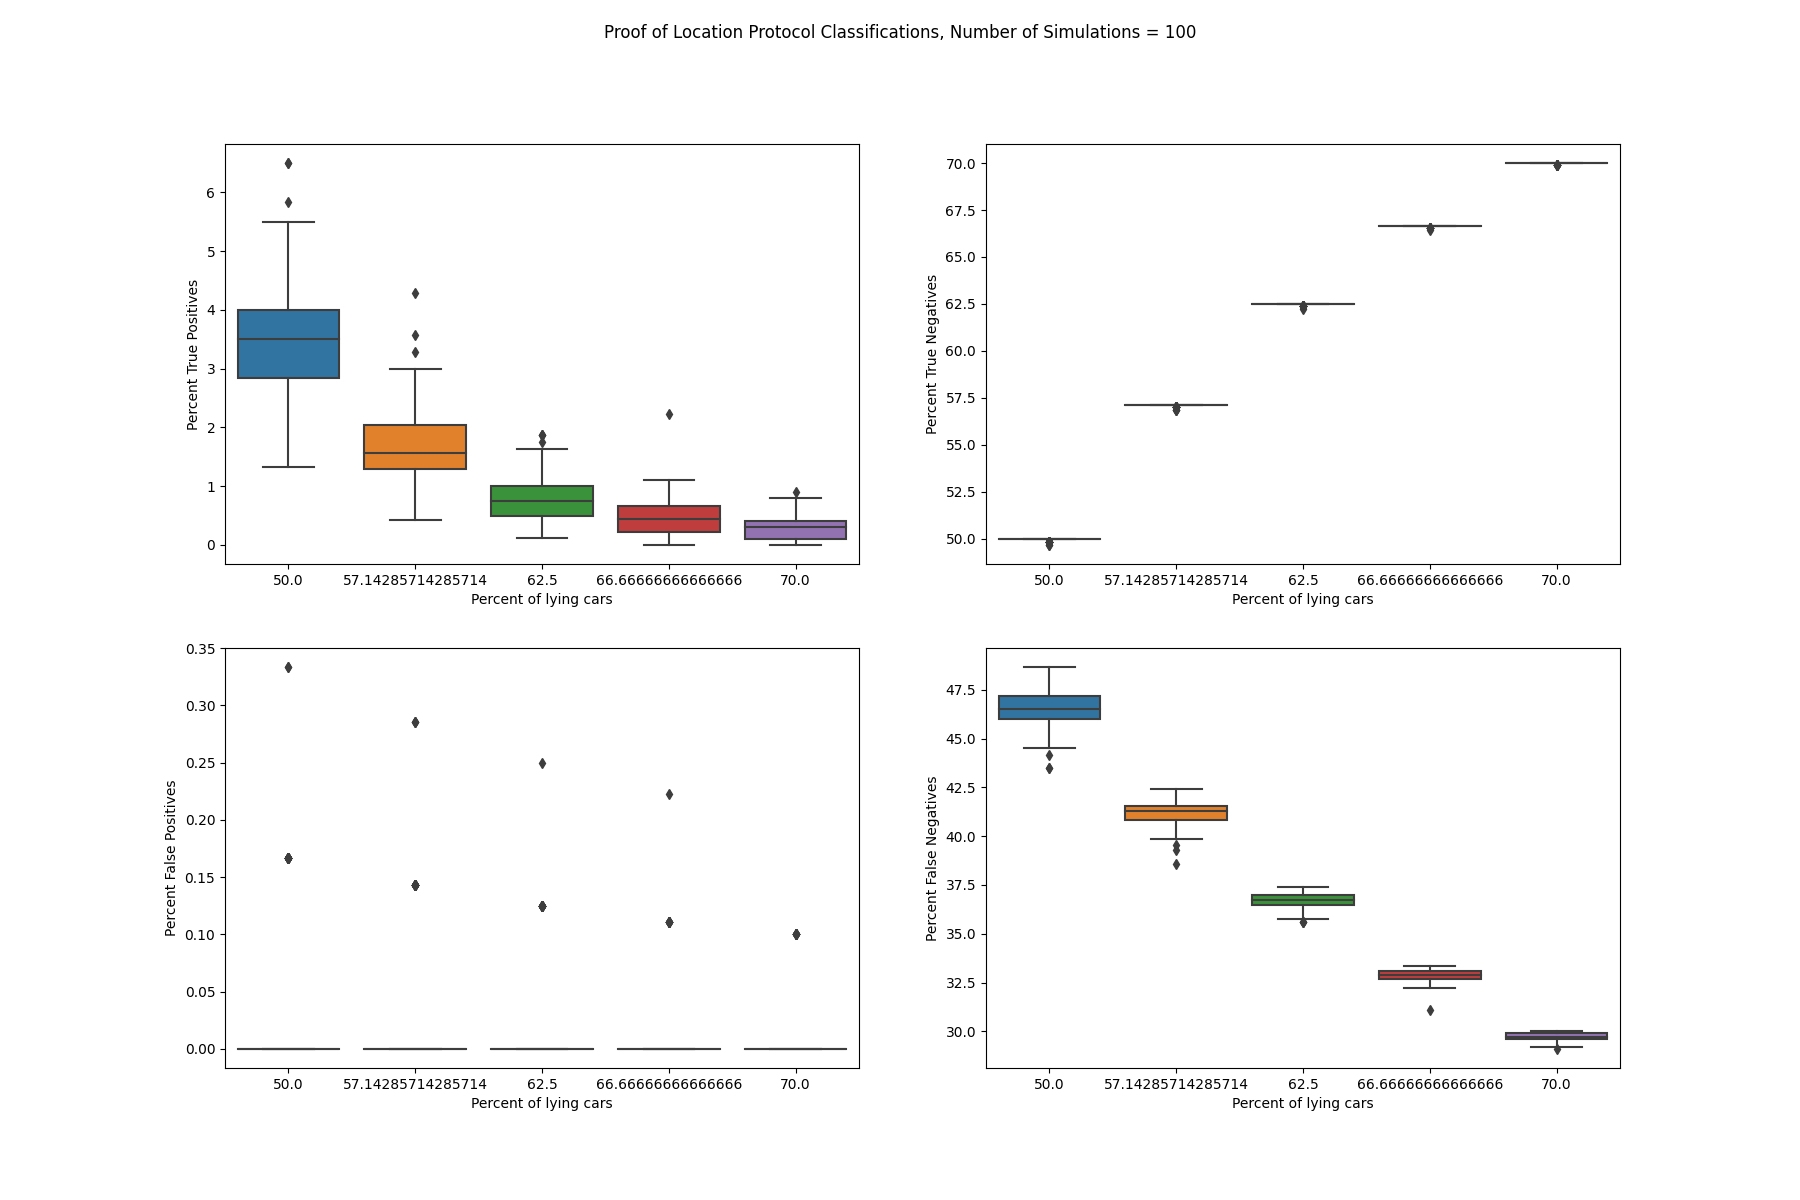 Proof of Location Protocol Classifications, Number of Simulations = 100
Percent True Positives
6
5
4
3
2
1
0
50.0 57.14285714285714 62.5 66.66666666666666 70.0
Percent of lying cars
Percent True Negatives
70.0
67.5
65.0
62.5
60.0
57.5
55.0
52.5
50.0
50.0 57.14285714285714 62.5 66.66666666666666 70.0
Percent of lying cars
Percent False Positives
0.35
0.30
0.25
0.20
0.15
0.10
0.05
0.00
50.0 57.14285714285714 62.5 66.66666666666666 70.0
Percent of lying cars
Percent False Negatives
47.5
45.0
42.5
40.0
37.5
35.0
32.5
30.0
50.0 57.14285714285714 62.5 66.66666666666666 70.0
Percent of lying cars